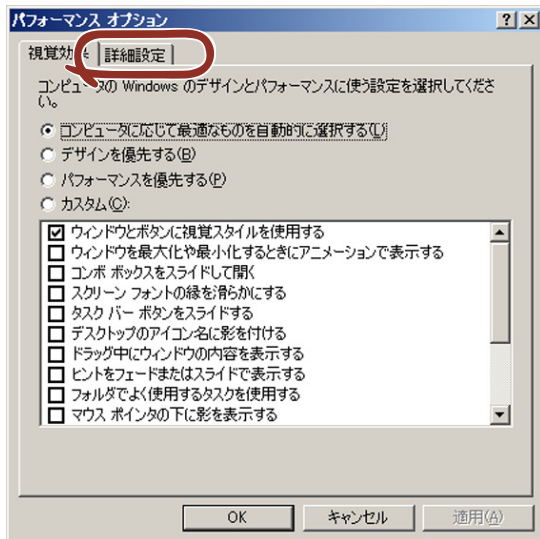 パフォーマンス オプション
視覚効果 詳細設定
コンピュータの Windows のデザインとパフォーマンスに使う設定を選択してくださ
い。
コンピュータに応じて最適なものを自動的に選択する(L)
デザインを優先する(B)
パフォーマンスを優先する(P)
カスタム(C):
ウィンドウとボタンに視覚スタイルを使用する
ウィンドウを最大化や最小化するときにアニメーションで表示する
コンボ ボックスをスライドして開く
スクリーン フォントの縁を滑らかにする
タスク バー ボタンをスライドする
デスクトップのアイコン名に影を付ける
ドラッグ中にウィンドウの内容を表示する
ヒントをフェードまたはスライドで表示する
フォルダでよく使用するタスクを使用する
マウス ポインタの下に影を表示する
OK キャンセル 適用(A)